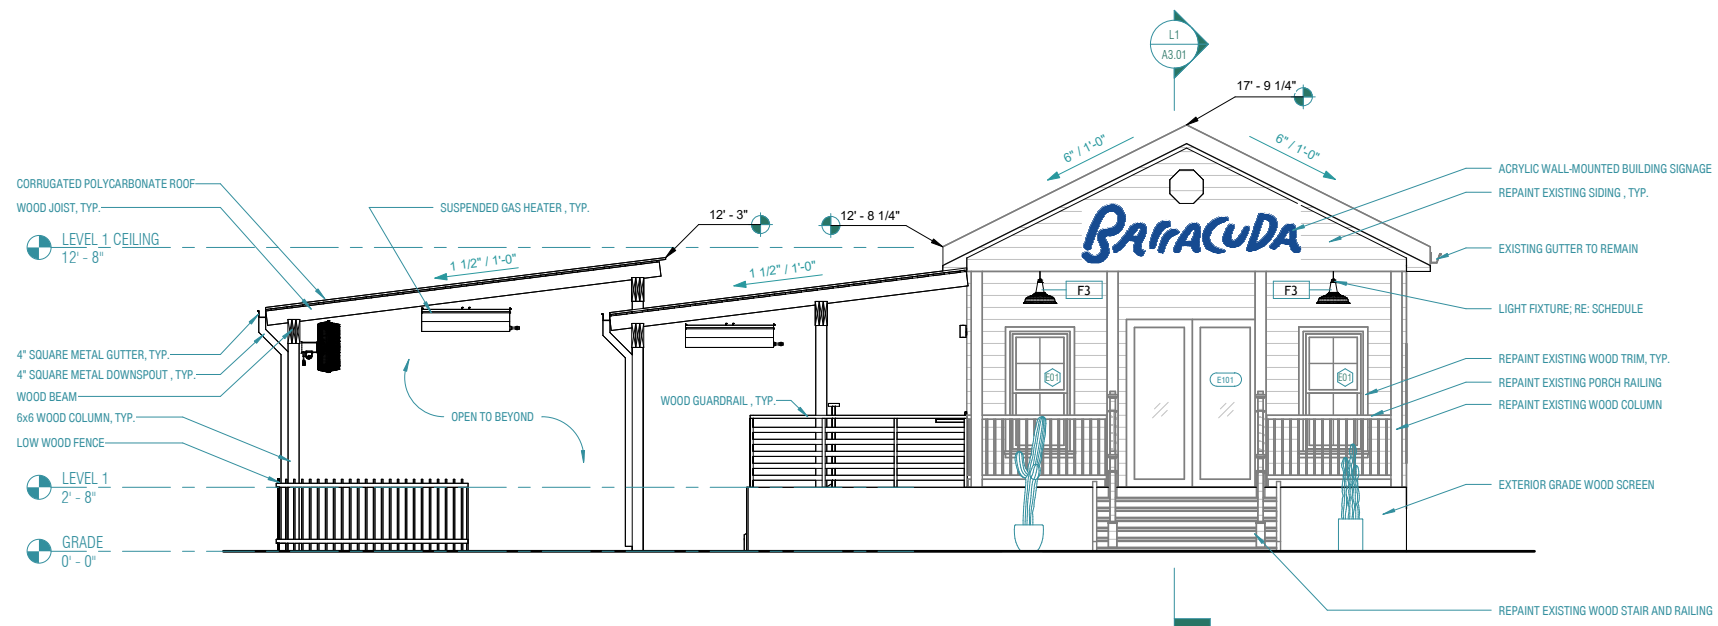 L1
A3.01
17' - 9 1/4"
6" / 1'-0"
6" / 1'-0"
ACRYLIC WALL-MOUNTED BUILDING SIGNAGE
CORRUGATED POLYCARBONATE ROOF
REPAINT EXISTING SIDING , TYP.
WOOD JOIST, TYP.
SUSPENDED GAS HEATER , TYP.
12' - 3"
12' - 8 1/4"
BARRACUDA
LEVEL 1 CEILING
12' - 8"
EXISTING GUTTER TO REMAIN
1 1/2" / 1'-0"
1 1/2" / 1'-0"
F3
F3
LIGHT FIXTURE; RE: SCHEDULE
4" SQUARE METAL GUTTER, TYP.
REPAINT EXISTING WOOD TRIM, TYP.
4" SQUARE METAL DOWNSPOUT , TYP.
E01
E101
E01
REPAINT EXISTING PORCH RAILING
WOOD BEAM
WOOD GUARDRAIL , TYP.
REPAINT EXISTING WOOD COLUMN
6x6 WOOD COLUMN, TYP.
OPEN TO BEYOND
LOW WOOD FENCE
LEVEL 1
2' - 8"
EXTERIOR GRADE WOOD SCREEN
GRADE
0' - 0"
REPAINT EXISTING WOOD STAIR AND RAILING